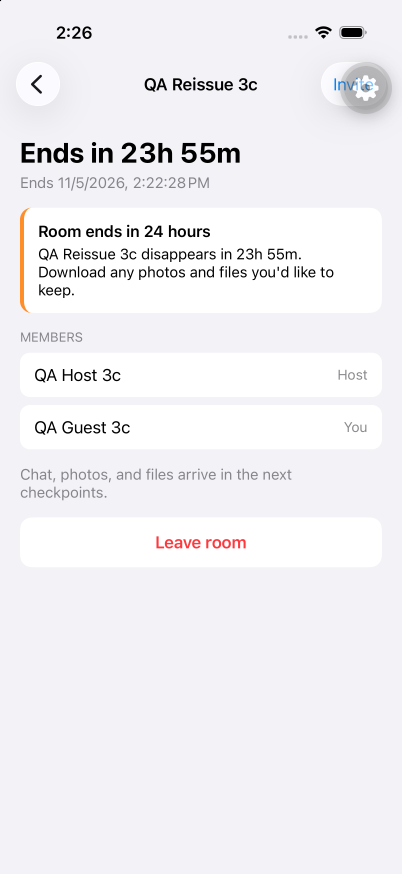 2:26
QA Reissue 3c
Invite
Ends in 23h 55m
Ends 11/5/2026, 2:22:28 PM
Room ends in 24 hours
QA Reissue 3c disappears in 23h 55m.
Download any photos and files you'd like to
keep.
MEMBERS
QA Host 3c
Host
QA Guest 3c
You
Chat, photos, and files arrive in the next
checkpoints.
Leave room